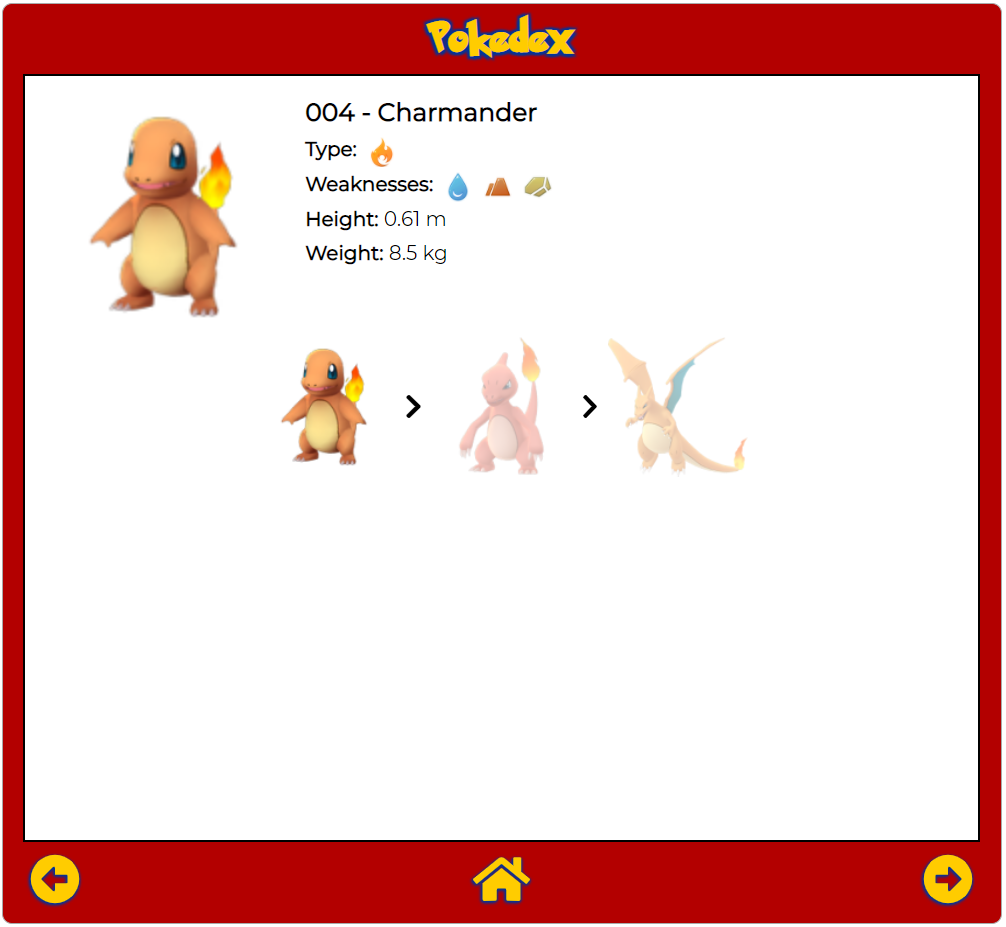 Pokedex
004 - Charmander
Type:
Weaknesses:
Height: 0.61 m
Weight: 8.5 kg